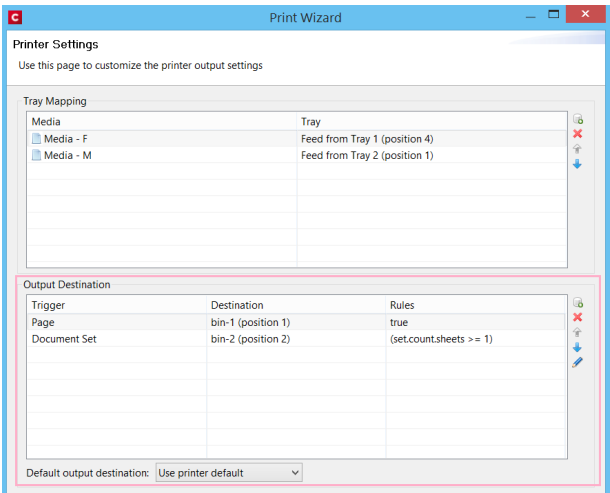 C
Print Wizard
Printer Settings
Use this page to customize the printer output settings
Tray Mapping
Media Tray
Media - F Feed from Tray 1 (position 4)
Media - M Feed from Tray 2 (position 1)
Output Destination
Trigger Destination Rules
Page bin-1 (position 1) true
Document Set bin-2 (position 2) (set.count.sheets >= 1)
Default output destination: Use printer default